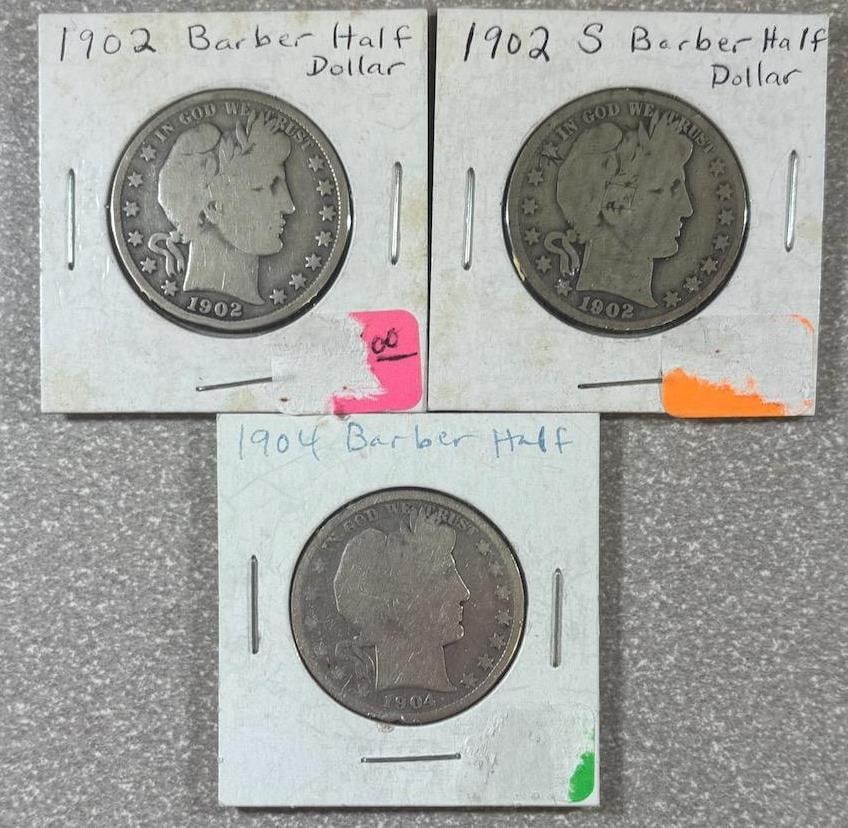 1902 Barber Half
Dollar
IN GOD WE TRUST
1902
00
1902 S Barber Half
Dollar
IN GOD WE TRUST
1902
1904 Barber Half
IN GOD WE TRUST
1904